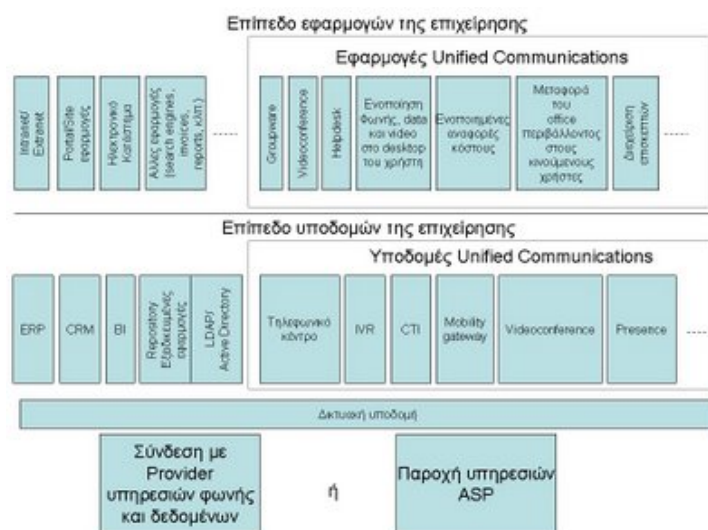 Επίπεδο εφαρμογών της επιχείρησης
Εφαρμογές Unified Communications
Intranet/
Extranet
Portal/Site
εφαρμογές
Ηλεκτρονικό
Κατάστημα
Άλλες εφαρμογές
(search engines,
invoices,
reports, κλπ.)
Groupware
Videoconference
Helpdesk
Ενοποίηση
Φωνής, data
και video
στο desktop
του χρήστη
Ενοποιημένες
αναφορές
κόστους
Μεταφορά
του
office
περιβάλλοντος
στους
κινούμενους
χρήστες
Διαχείριση
επισκεπτών
Επίπεδο υποδομών της επιχείρησης
Υποδομές Unified Communications
ERP
CRM
BI
Repository
Εξειδικευμένες
εφαρμογές
LDAP/
Active Directory
Τηλεφωνικό
κέντρο
IVR
CTI
Mobility
gateway
Videoconference
Presence
Δικτυακή υποδομή
Σύνδεση με
Provider
υπηρεσιών φωνής
και δεδομένων
ή
Παροχή υπηρεσιών
ASP